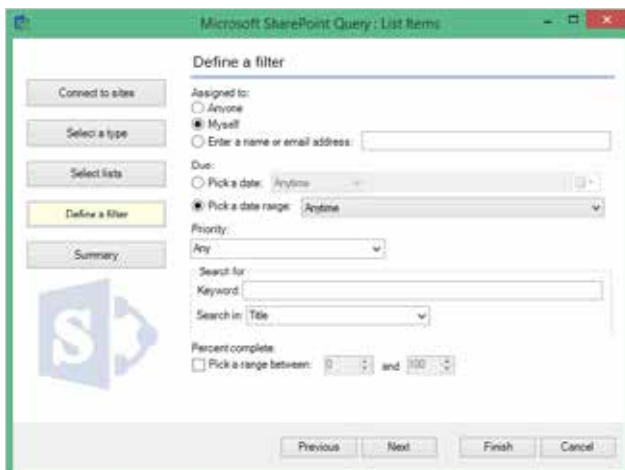 Microsoft SharePoint Query : List Items
Define a filter
Connect to sites
Select a type
Select lists
Define a filter
Summary
Assigned to:
Anyone
Myself
Enter a name or email address:
Due:
Pick a date: Anytime
Pick a date range: Anytime
Priority:
Any
Search for
Keyword:
Search in: Title
Percent complete:
Pick a range between: 0 and 100
Previous Next Finish Cancel